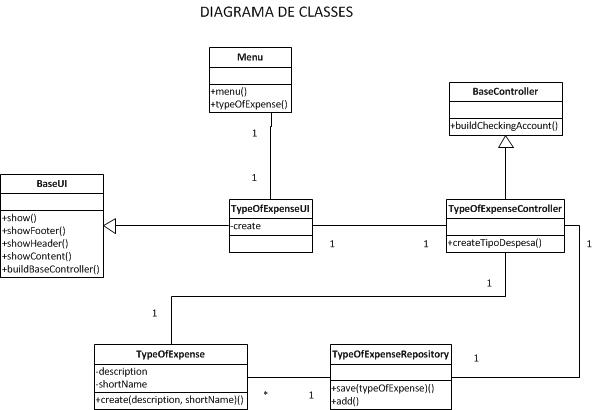 DIAGRAMA DE CLASSES
Menu
+menu()
+typeOfExpense()
BaseController
+buildCheckingAccount()
1
1
BaseUI
+show()
+showFooter()
+showHeader()
+showContent()
+buildBaseController()
TypeOfExpenseUI
-create
TypeOfExpenseController
+createTipoDespesa()
1
1
1
1
1
TypeOfExpense
-description
-shortName
+create(description, shortName)()
TypeOfExpenseRepository
+save(typeOfExpense)()
+add()
1
*
1